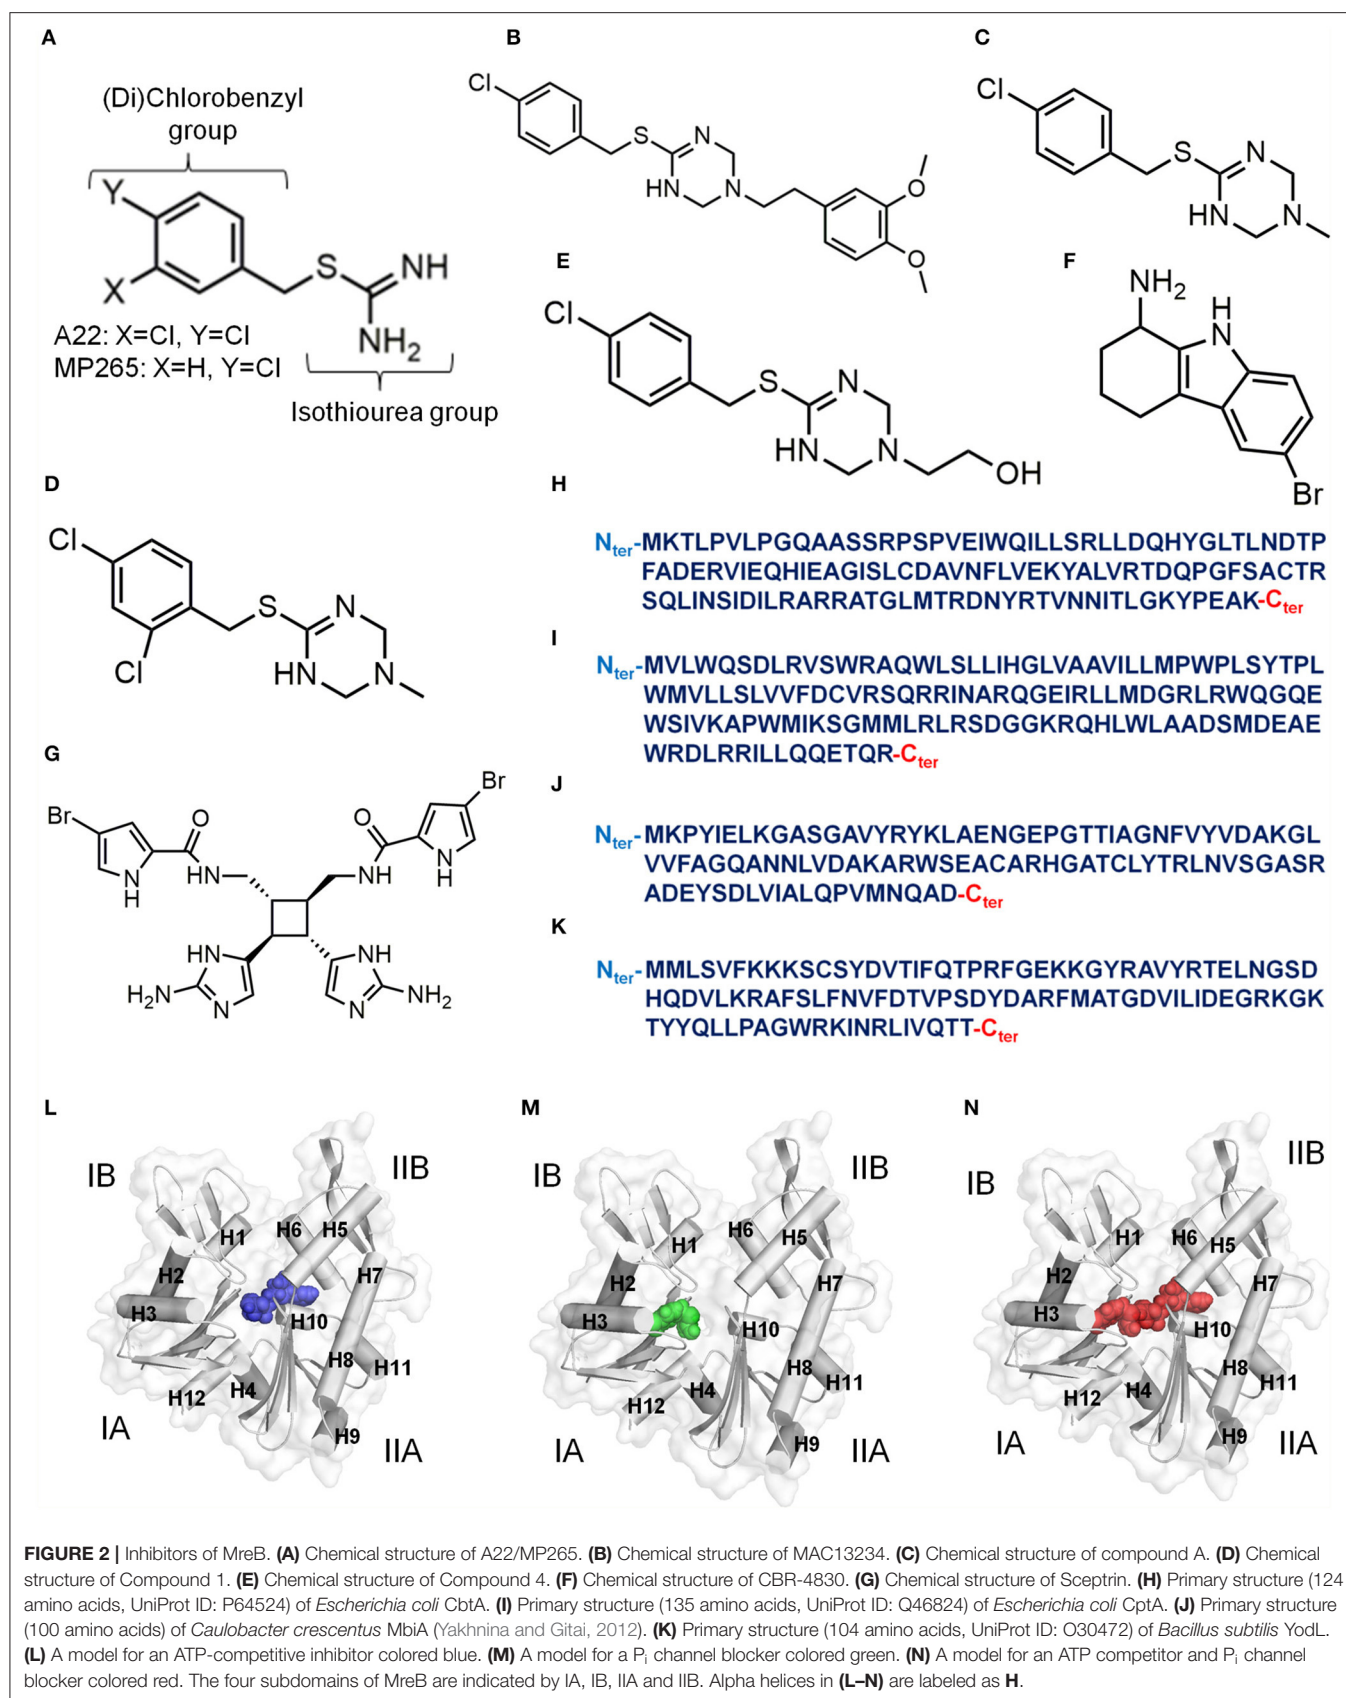 A
(Di)Chlorobenzyl
group
Y
X
S
NH
NH2
A22: X=Cl, Y=Cl
MP265: X=H, Y=Cl
Isothiourea group
B
Cl
S
N
HN
N
O
O
C
Cl
S
N
HN
N
E
Cl
S
N
HN
N
OH
F
NH2
H
N
Br
D
Cl
Cl
S
N
HN
N
G
Br
O
N
H
HN
O
NH
Br
N
H
HN
N
H2N
NH
N
NH2
H
Nter-MKTLPVLPGQAASSRPSPVEIWQILLSRLLDQHYGLTLNDTP
FADERVIEQHIEAGISLCDAVNFLVEKYALVRTDQPGFSACTR
SQLINSIDILRARRATGLMTRDNYRTVNNITLGKYPEAK-Cter
I
Nter-MVLWQSDLRVSWRAQWLSLLIHGLVAAVILLMPWPLSYTPL
WMVLLSLVVFDCVRSQRRINARQGEIRLLMDGRLRWQGQE
WSIVKAPWMIKSGMMLRLRSDGGKRQHLWLAADSMDEAE
WRDLRRILLQQETQR-Cter
J
Nter-MKPYIELKGASGAVYRYKLAENGEPGTTIAGNFVYVDAKGL
VVFAGQANNLVDAKARWSEACARHGATCLYTRLNVSGASR
ADEYSDLVIALQPVMNQAD-Cter
K
Nter-MMLSVFKKKSCSYDVTIFQTPRFGEKKGYRAVYRTELNGSD
HQDVLKRAFSLFNVFDTVPSDYDARFMATGDVILIDEGRKGK
TYYQLLPAGWRKINRLIVQTT-Cter
L
IB
IIB
H1
H6
H5
H2
H7
H3
H10
H8
H11
H12
H4
H9
IA
IIA
M
IB
IIB
H1
H6
H5
H2
H7
H3
H10
H8
H11
H12
H4
H9
IA
IIA
N
IB
IIB
H1
H6
H5
H2
H7
H3
H10
H8
H11
H12
H4
H9
IA
IIA
FIGURE 2 | Inhibitors of MreB. (A) Chemical structure of A22/MP265. (B) Chemical structure of MAC13234. (C) Chemical structure of compound A. (D) Chemical
structure of Compound 1. (E) Chemical structure of Compound 4. (F) Chemical structure of CBR-4830. (G) Chemical structure of Sceptrin. (H) Primary structure (124
amino acids, UniProt ID: P64524) of Escherichia coli CbtA. (I) Primary structure (135 amino acids, UniProt ID: Q46824) of Escherichia coli CptA. (J) Primary structure
(100 amino acids) of Caulobacter crescentus MbiA (Yakhnina and Gitai, 2012). (K) Primary structure (104 amino acids, UniProt ID: O30472) of Bacillus subtilis YodL.
(L) A model for an ATP-competitive inhibitor colored blue. (M) A model for a Pi channel blocker colored green. (N) A model for an ATP competitor and Pi channel
blocker colored red. The four subdomains of MreB are indicated by IA, IB, IIA and IIB. Alpha helices in (L–N) are labeled as H.